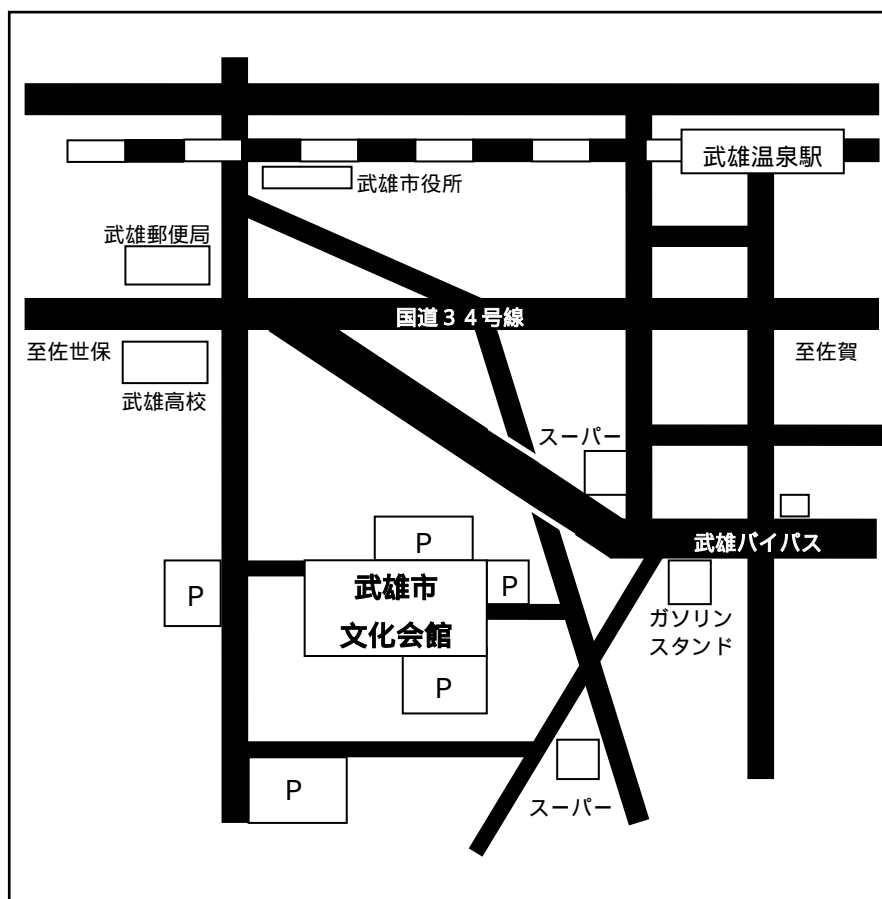 武雄温泉駅
武雄市役所
武雄郵便局
国道３４号線
至佐世保
至佐賀
武雄高校
スーパー
武雄バイパス
P
P
P
武雄市
文化会館
ガソリン
スタンド
P
P
スーパー